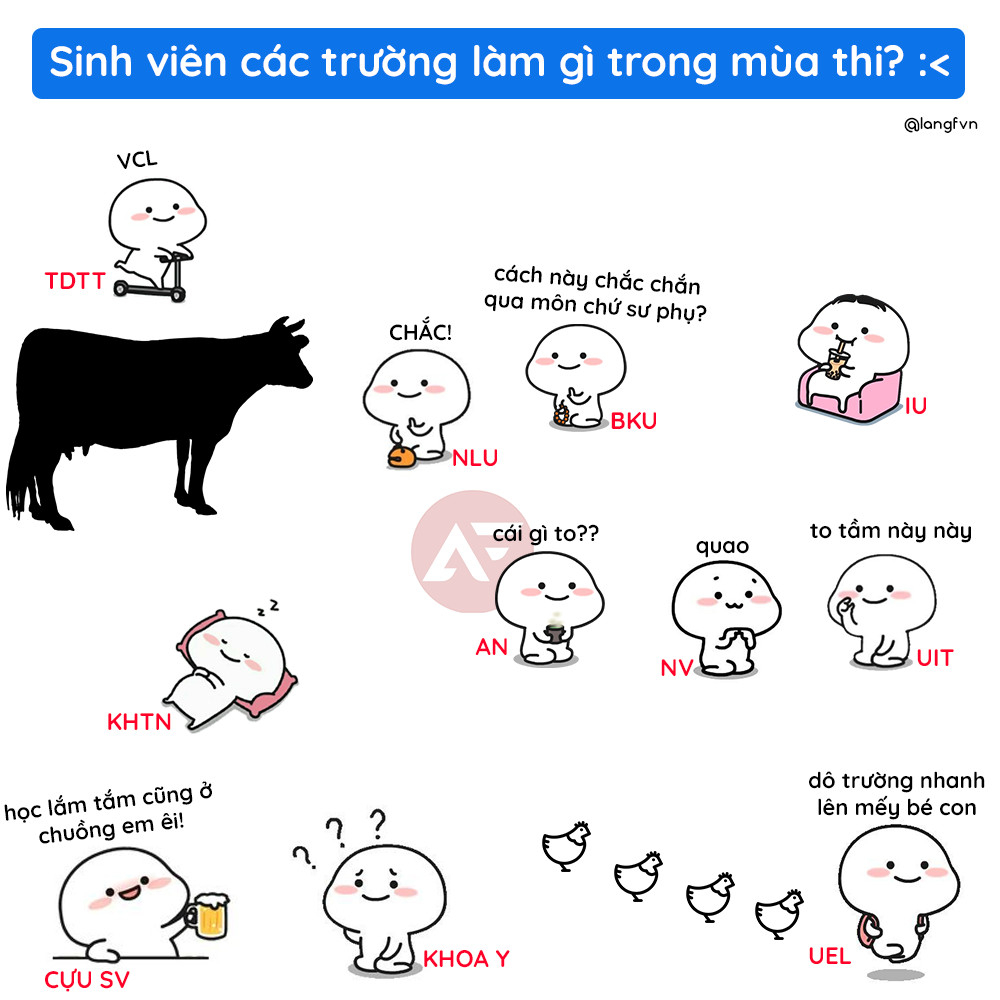 Sinh viên các trường làm gì trong mùa thi? :<
@langfvn
VCL
TDTT
CHẮC!
NLU
cách này chắc chắn
qua môn chứ sư phụ?
BKU
IU
AF
cái gì to??
AN
quao
NV
to tầm này này
UIT
z z
KHTN
học lắm tắm cũng ở
chuồng em êi!
CỰU SV
? ? ?
KHOA Y
dô trường nhanh
lên mấy bé con
UEL